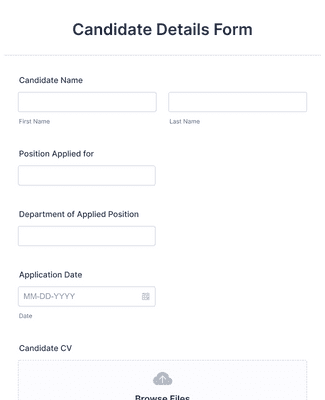 Candidate Details Form
Candidate Name
First Name Last Name
Position Applied for
Department of Applied Position
Application Date
MM-DD-YYYY
Date
Candidate CV
Browse Files